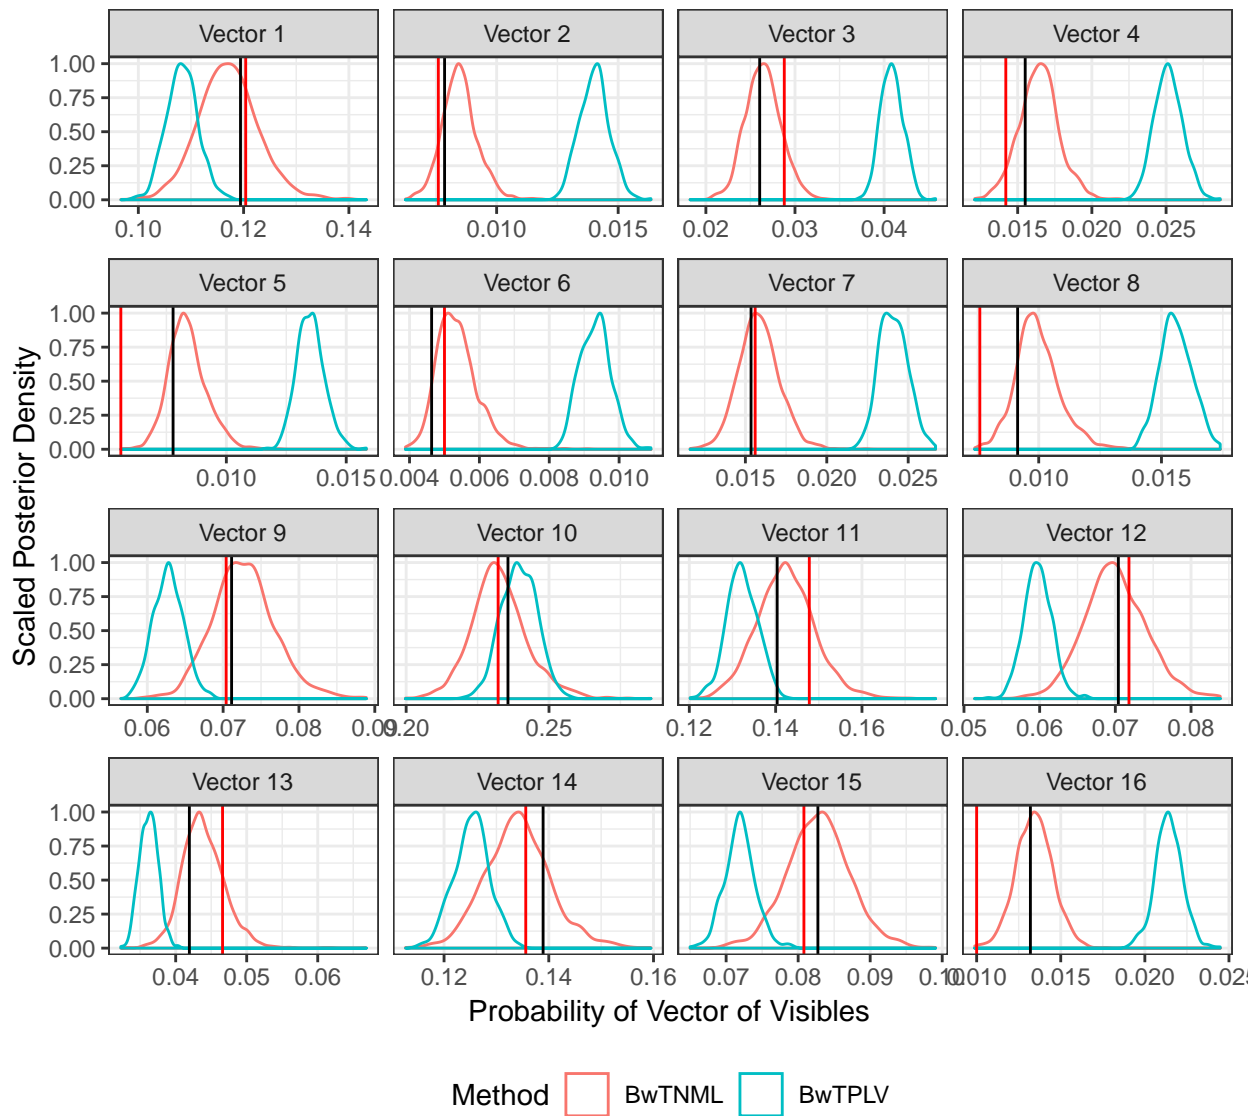 Vector 1 Vector 2 Vector 3 Vector 4
1.00
0.75
0.50
0.25
0.00
0.10 0.12 0.14 0.010 0.015 0.02 0.03 0.04 0.015 0.020 0.025
Vector 5 Vector 6 Vector 7 Vector 8
1.00
0.75
0.50
0.25
0.00
0.010 0.015 0.004 0.006 0.008 0.010 0.015 0.020 0.025 0.010 0.015
Scaled Posterior Density
Vector 9 Vector 10 Vector 11 Vector 12
1.00
0.75
0.50
0.25
0.00
0.06 0.07 0.08 0.09 0.20 0.25 0.12 0.14 0.16 0.05 0.06 0.07 0.08
Vector 13 Vector 14 Vector 15 Vector 16
1.00
0.75
0.50
0.25
0.00
0.04 0.05 0.06 0.12 0.14 0.16 0.07 0.08 0.09 0.10 0.010 0.015 0.020 0.025
Probability of Vector of Visibles
Method BwTNML BwTPLV